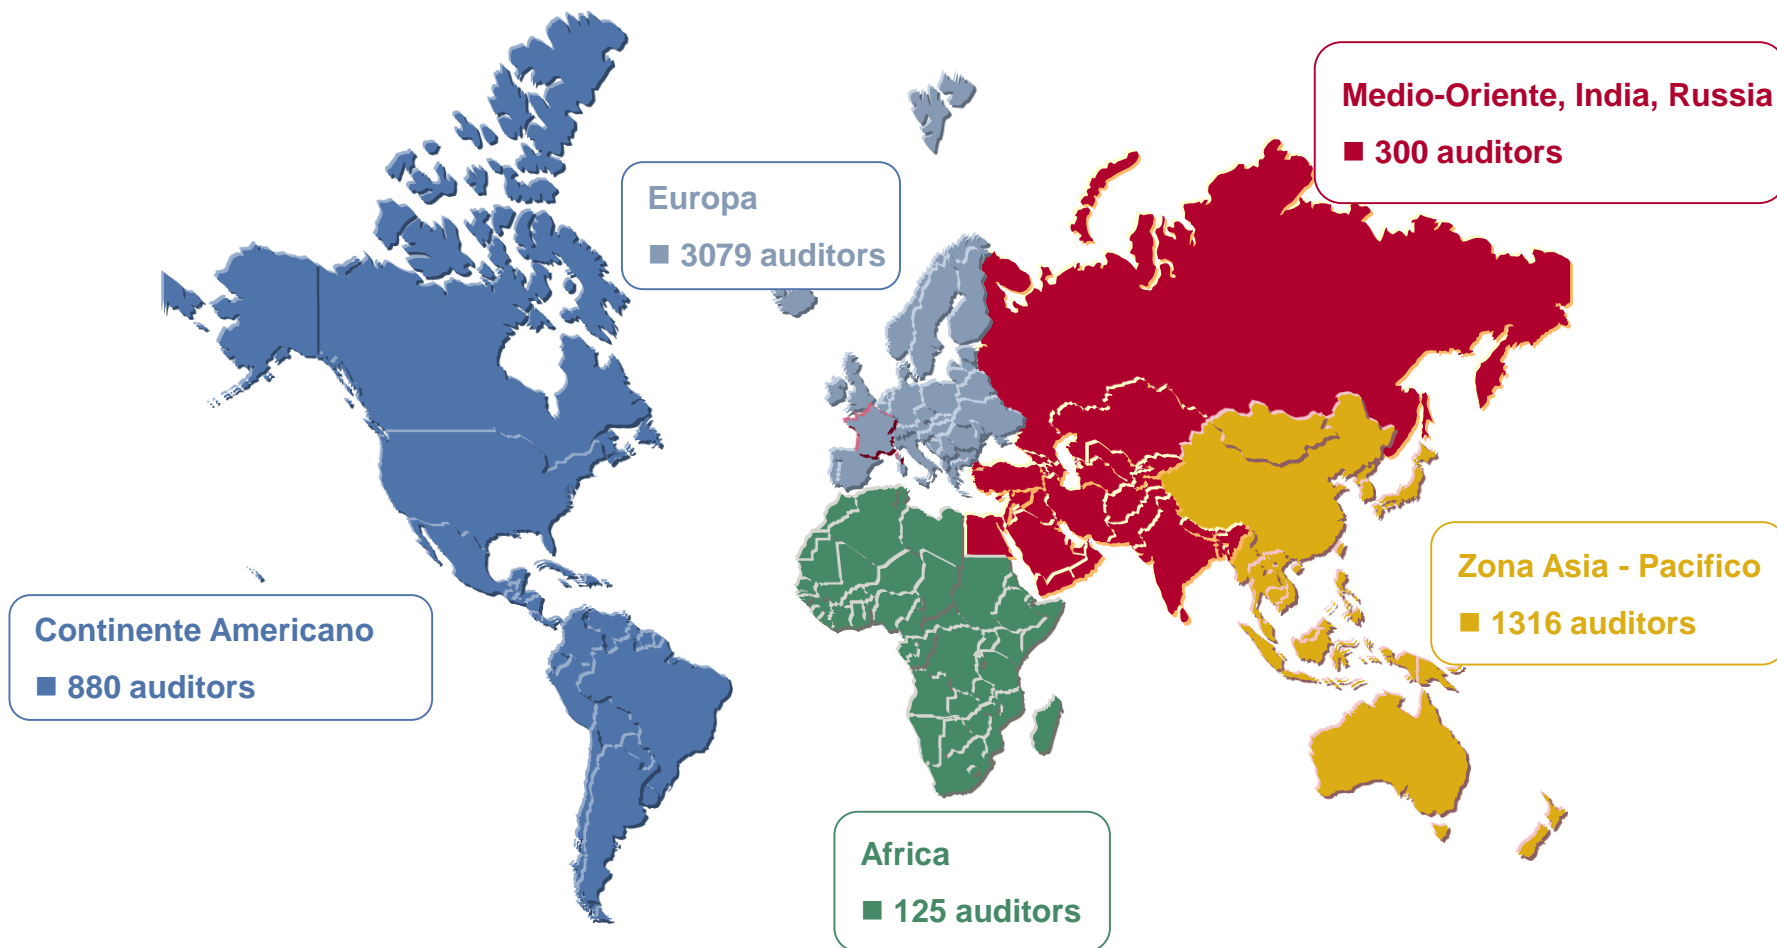 Medio-Oriente, India, Russia
■ 300 auditors
Europa
■ 3079 auditors
Zona Asia - Pacifico
■ 1316 auditors
Continente Americano
■ 880 auditors
Africa
■ 125 auditors